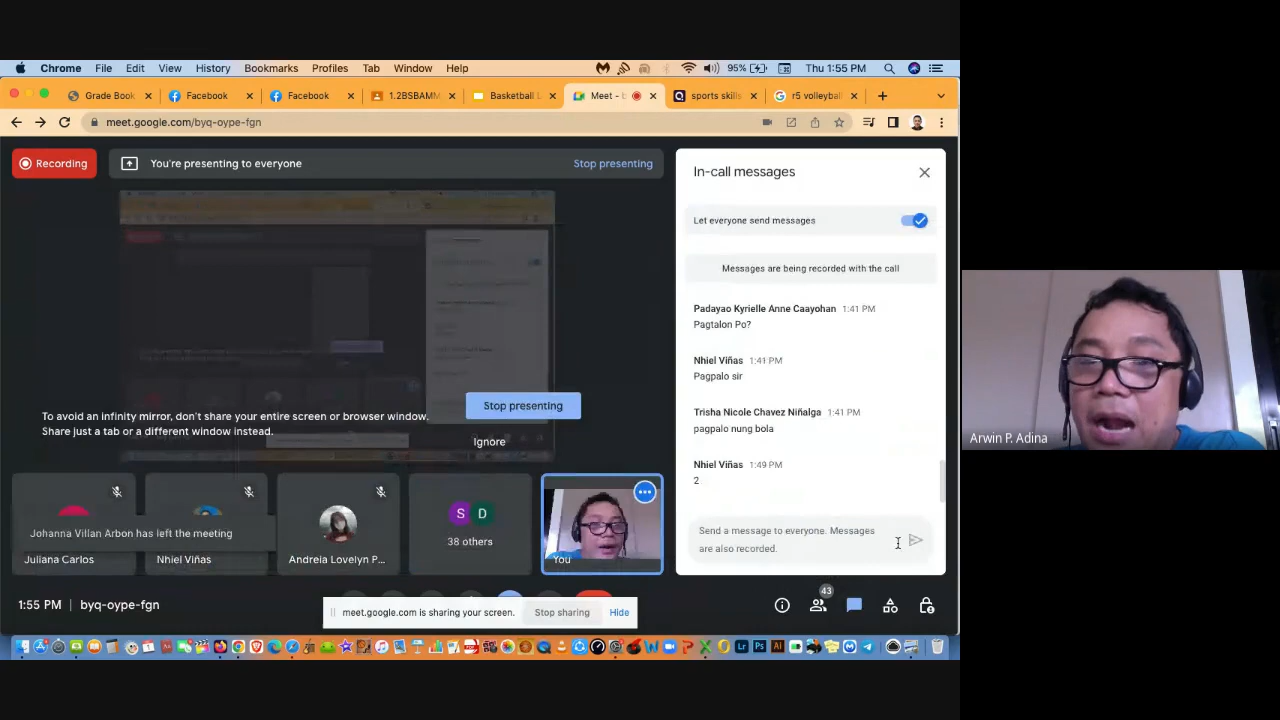 Chrome File Edit View History Bookmarks Profiles Tab Window Help 95% Thu 1:55 PM
Grade Book Facebook Facebook 1.2BSBAMM Basketball L Meet - b sports skills r5 volleyball
meet.google.com/byq-oype-fgn
Recording You're presenting to everyone Stop presenting
In-call messages
Let everyone send messages
Messages are being recorded with the call
Padayao Kyrielle Anne Caayohan 1:41 PM
Pagtalon Po?
Nhiel Viñas 1:41 PM
Pagpalo sir
Trisha Nicole Chavez Niñalga 1:41 PM
pagpalo nung bola
Nhiel Viñas 1:49 PM
2
Send a message to everyone. Messages
are also recorded.
To avoid an infinity mirror, don't share your entire screen or browser window.
Share just a tab or a different window instead.
Stop presenting
Ignore
Johanna Villan Arbon has left the meeting
Juliana Carlos
Nhiel Viñas
Andreia Lovelyn P...
S D
38 others
You
1:55 PM | byq-oype-fgn
meet.google.com is sharing your screen. Stop sharing Hide
43
Arwin P. Adina